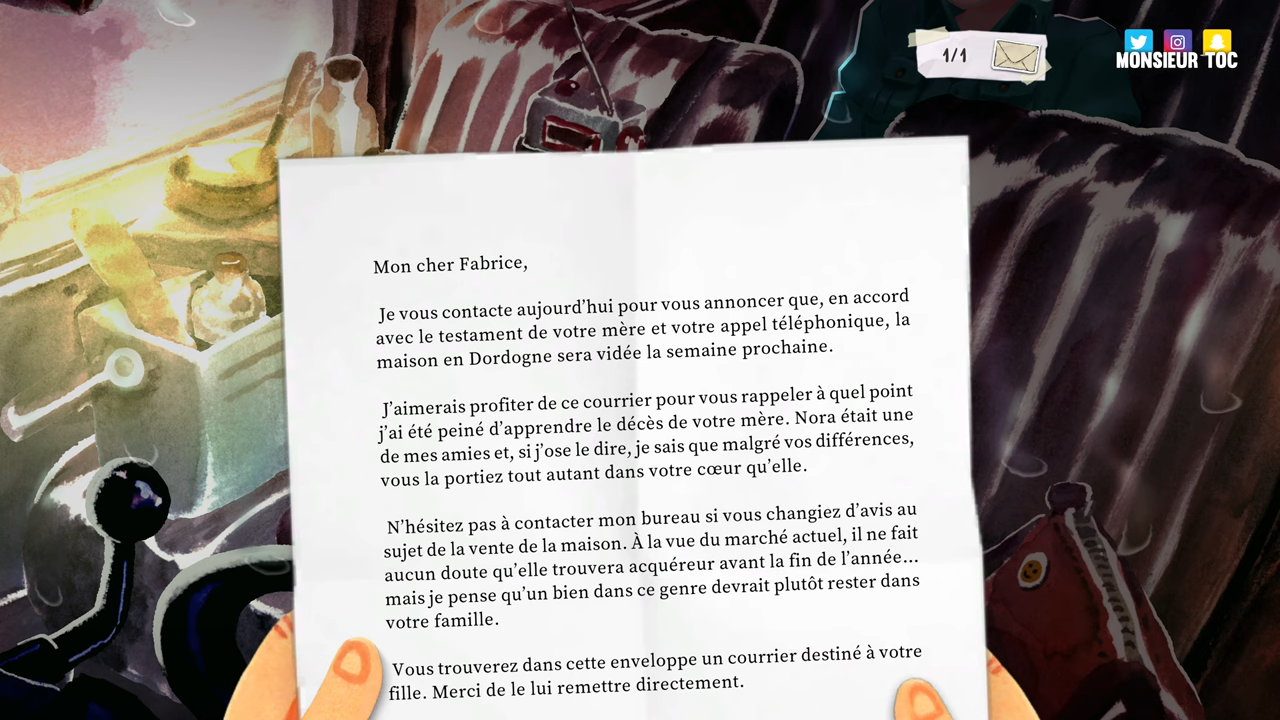 1/1
MONSIEUR TOC
Mon cher Fabrice,
Je vous contacte aujourd'hui pour vous annoncer que, en accord
avec le testament de votre mère et votre appel téléphonique, la
maison en Dordogne sera vidée la semaine prochaine.
J'aimerais profiter de ce courrier pour vous rappeler à quel point
j'ai été peiné d'apprendre le décès de votre mère. Nora était une
de mes amies et, si j'ose le dire, je sais que malgré vos différences,
vous la portiez tout autant dans votre cœur qu'elle.
N'hésitez pas à contacter mon bureau si vous changiez d'avis au
sujet de la vente de la maison. À la vue du marché actuel, il ne fait
aucun doute qu'elle trouvera acquéreur avant la fin de l'année...
mais je pense qu'un bien dans ce genre devrait plutôt rester dans
votre famille.
Vous trouverez dans cette enveloppe un courrier destiné à votre
fille. Merci de le lui remettre directement.